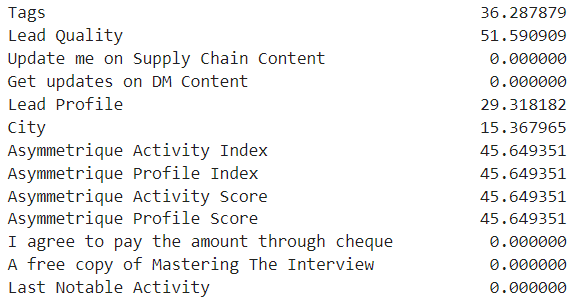 Tags 36.287879
Lead Quality 51.590909
Update me on Supply Chain Content 0.000000
Get updates on DM Content 0.000000
Lead Profile 29.318182
City 15.367965
Asymmetrique Activity Index 45.649351
Asymmetrique Profile Index 45.649351
Asymmetrique Activity Score 45.649351
Asymmetrique Profile Score 45.649351
I agree to pay the amount through cheque 0.000000
A free copy of Mastering The Interview 0.000000
Last Notable Activity 0.000000